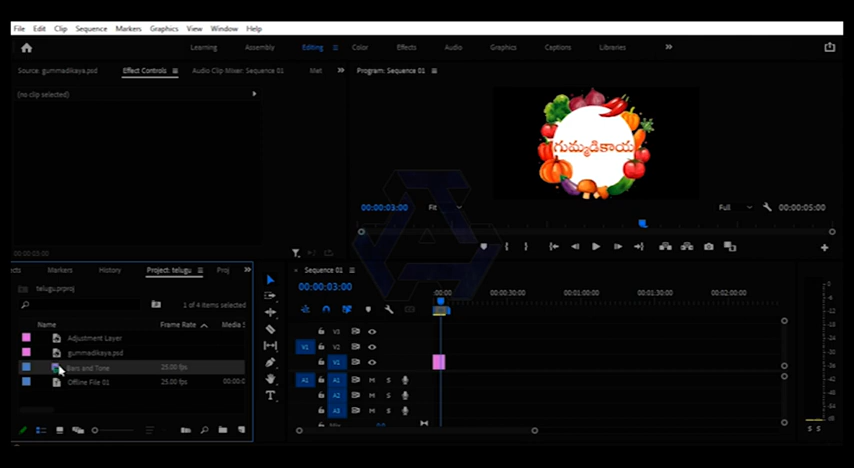 File Edit Clip Sequence Markers Graphics View Window Help
Learning Assembly Editing Color Effects Audio Graphics Captions Libraries
Source: gummadikaya.psd Effect Controls Audio Clip Mixer: Sequence 01 Met
Program: Sequence 01
(no clip selected)
గుమ్మడికాయ
00:00:03:00 Fit Full 00:00:05:00
00:00:03:00
cts Markers History Project: telugu Proj
Sequence 01
telugu.prproj
00:00:03:00
:00:00 00:00:30:00 00:01:00:00 00:01:30:00 00:02:00:00
1 of 4 items selected
Name Frame Rate Media S
Adjustment Layer
gummadikaya.psd
Bars and Tone 25.00 fps
Offline File 01 25.00 fps 00:00:0
V3
V1 V2
V1
A1 A1 M S
A2 M S
A3 M S
S S